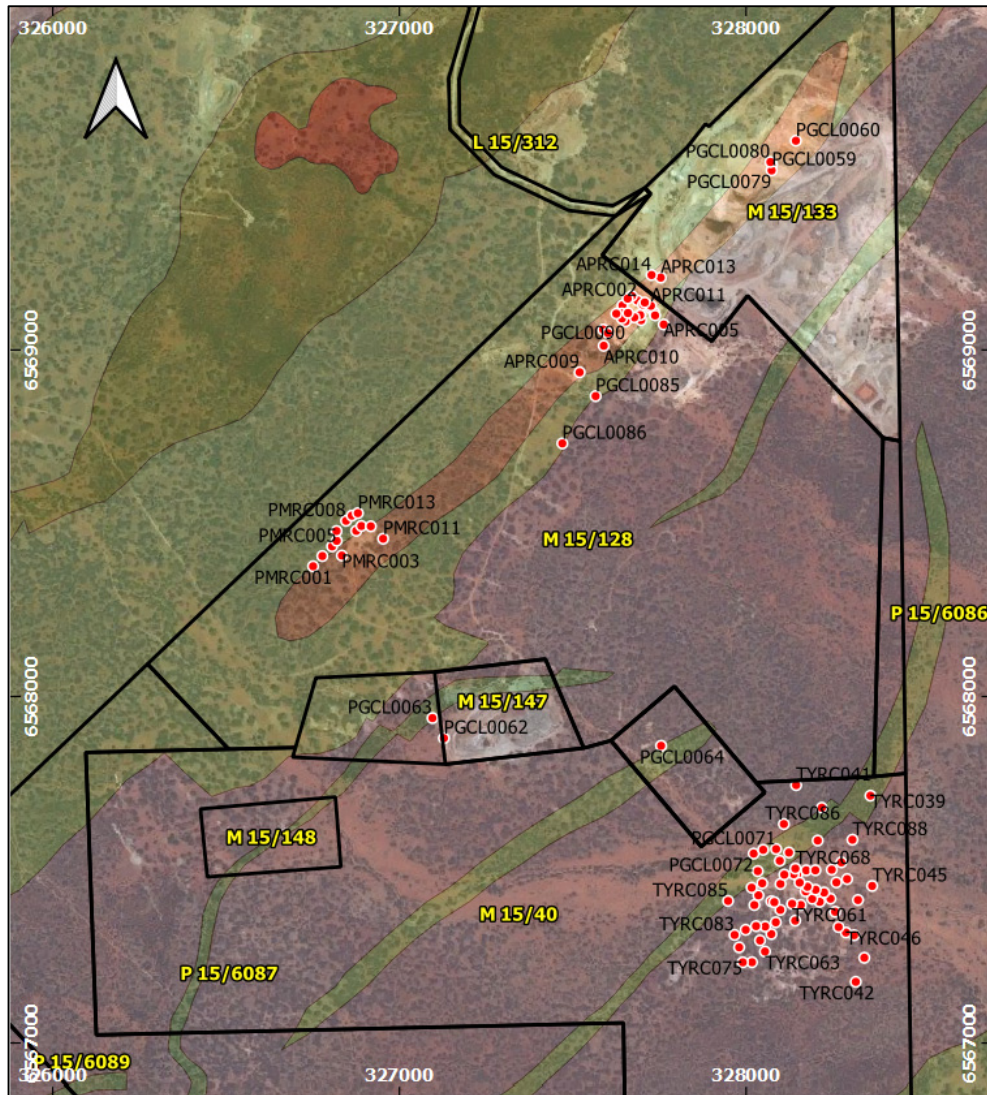 326000
327000
328000
L 15/312
PGCL0060
PGCL0080
PGCL0059
PGCL0079
M 15/133
APRC014
APRC013
APRC002
APRC011
PGCL0090
APRC005
6569000
6569000
APRC009
APRC010
PGCL0085
PGCL0086
PMRC008
PMRC013
PMRC005
PMRC011
M 15/128
PMRC001
PMRC003
P 15/6086
6568000
6568000
M 15/147
PGCL0063
PGCL0062
PGCL0064
TYRC041
TYRC039
TYRC086
M 15/148
TYRC088
PGCL0071
PGCL0072
TYRC068
TYRC085
TYRC045
M 15/40
TYRC083
TYRC061
TYRC046
P 15/6087
TYRC075
TYRC063
TYRC042
6567000
6567000
P 15/6089
326000
327000
328000